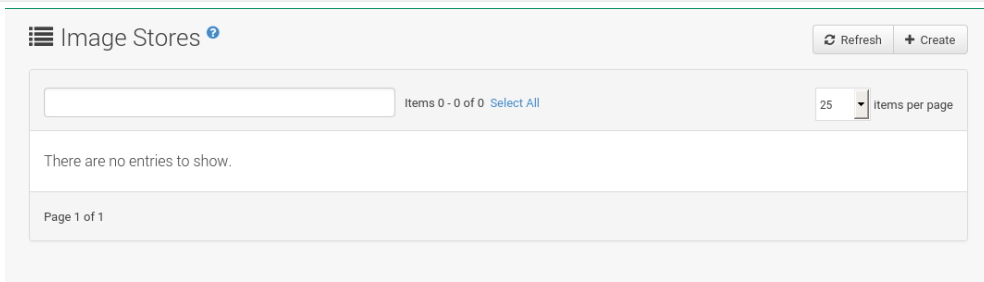 Image Stores ?
Refresh + Create
Items 0 - 0 of 0 Select All
25 items per page
There are no entries to show.
Page 1 of 1